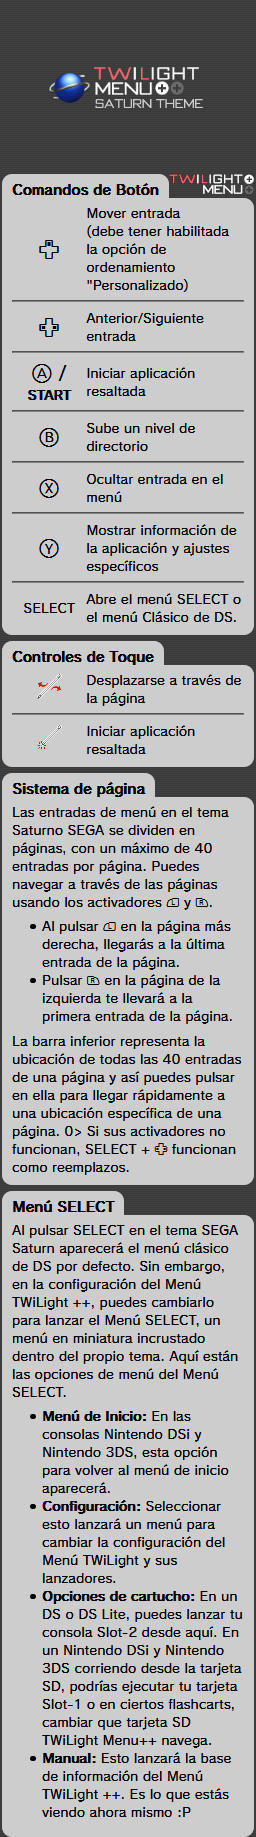 TWiLIGHT
MENU++
SATURN THEME
Comandos de Botón
TWiLIGHT
MENU++
Mover entrada
(debe tener habilitada
la opción de
ordenamiento
"Personalizado)
Anterior/Siguiente
entrada
Ⓐ /
START
Iniciar aplicación
resaltada
Ⓑ
Sube un nivel de
directorio
Ⓧ
Ocultar entrada en el
menú
Ⓨ
Mostrar información de
la aplicación y ajustes
específicos
SELECT
Abre el menú SELECT o
el menú Clásico de DS.
Controles de Toque
Desplazarse a través de
la página
Iniciar aplicación
resaltada
Sistema de página
Las entradas de menú en el tema
Saturno SEGA se dividen en
páginas, con un máximo de 40
entradas por página. Puedes
navegar a través de las páginas
usando los activadores L y R.
• Al pulsar L en la página más
derecha, llegarás a la última
entrada de la página.
• Pulsar R en la página de la
izquierda te llevará a la
primera entrada de la página.
La barra inferior representa la
ubicación de todas las 40 entradas
de una página y así puedes pulsar
en ella para llegar rápidamente a
una ubicación específica de una
página. 0> Si sus activadores no
funcionan, SELECT + funcionan
como reemplazos.
Menú SELECT
Al pulsar SELECT en el tema SEGA
Saturn aparecerá el menú clásico
de DS por defecto. Sin embargo,
en la configuración del Menú
TWiLight ++, puedes cambiarlo
para lanzar el Menú SELECT, un
menú en miniatura incrustado
dentro del propio tema. Aquí están
las opciones de menú del Menú
SELECT.
• Menú de Inicio: En las
consolas Nintendo DSi y
Nintendo 3DS, esta opción
para volver al menú de inicio
aparecerá.
• Configuración: Seleccionar
esto lanzará un menú para
cambiar la configuración del
Menú TWiLight y sus
lanzadores.
• Opciones de cartucho: En un
DS o DS Lite, puedes lanzar tu
consola Slot-2 desde aquí. En
un Nintendo DSi y Nintendo
3DS corriendo desde la tarjeta
SD, podrías ejecutar tu tarjeta
Slot-1 o en ciertos flashcarts,
cambiar que tarjeta SD
TWiLight Menu++ navega.
• Manual: Esto lanzará la base
de información del Menú
TWiLight ++. Es lo que estás
viendo ahora mismo :P